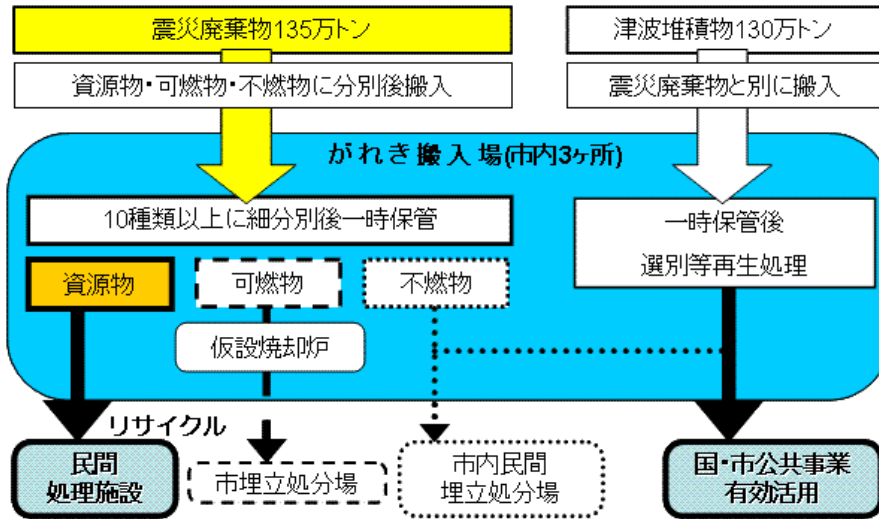 震災廃棄物135万トン
津波堆積物130万トン
資源物・可燃物・不燃物に分別後搬入
震災廃棄物と別に搬入
がれき搬入場(市内3ヶ所)
10種類以上に細分別後一時保管
一時保管後
選別等再生処理
資源物
可燃物
不燃物
仮設焼却炉
リサイクル
民間
処理施設
市埋立処分場
市内民間
埋立処分場
国・市公共事業
有効活用